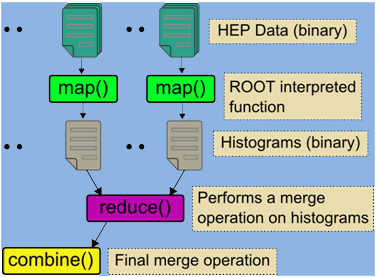 HEP Data (binary)
map() map() ROOT interpreted
function
Histograms (binary)
reduce() Performs a merge
operation on histograms
combine() Final merge operation